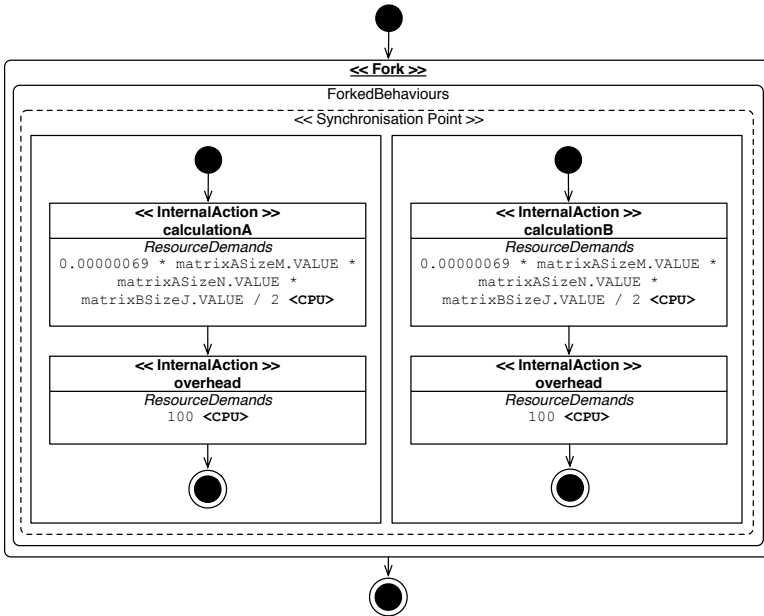 << Fork >>
ForkedBehaviours
<< Synchronisation Point >>
<< InternalAction >>
calculationA
ResourceDemands
0.00000069 * matrixASizeM.VALUE *
matrixASizeN.VALUE *
matrixBSizeJ.VALUE / 2 <CPU>
<< InternalAction >>
overhead
ResourceDemands
100 <CPU>
<< InternalAction >>
calculationB
ResourceDemands
0.00000069 * matrixASizeM.VALUE *
matrixASizeN.VALUE *
matrixBSizeJ.VALUE / 2 <CPU>
<< InternalAction >>
overhead
ResourceDemands
100 <CPU>